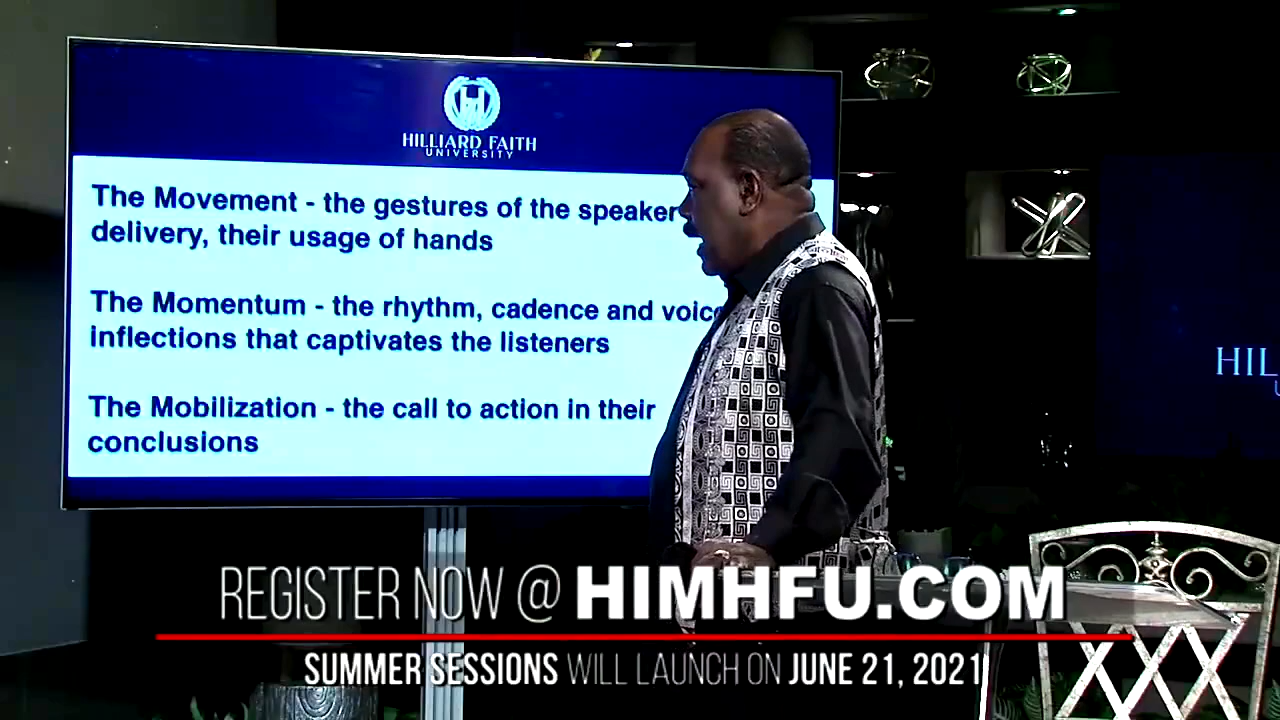 HILLIARD FAITH
UNIVERSITY
The Movement - the gestures of the speaker
delivery, their usage of hands
The Momentum - the rhythm, cadence and voice
inflections that captivates the listeners
The Mobilization - the call to action in their
conclusions
HIL
REGISTER NOW @ HIMHFU.COM
SUMMER SESSIONS WILL LAUNCH ON JUNE 21, 2021